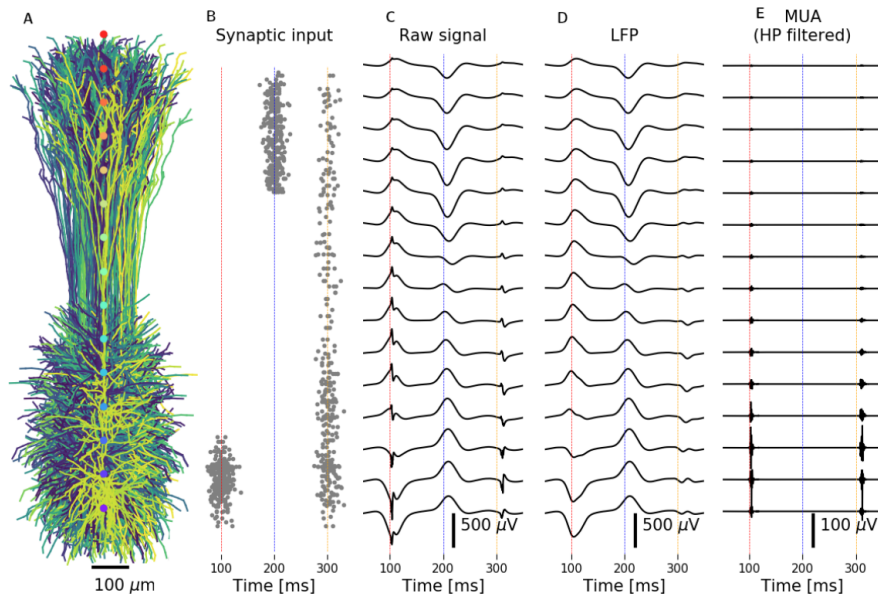 A
B
C
D
E
Synaptic input
Raw signal
LFP
MUA
(HP filtered)
100 μm
500 μV
500 μV
100 μV
100 200 300
100 200 300
100 200 300
100 200 300
Time [ms]
Time [ms]
Time [ms]
Time [ms]